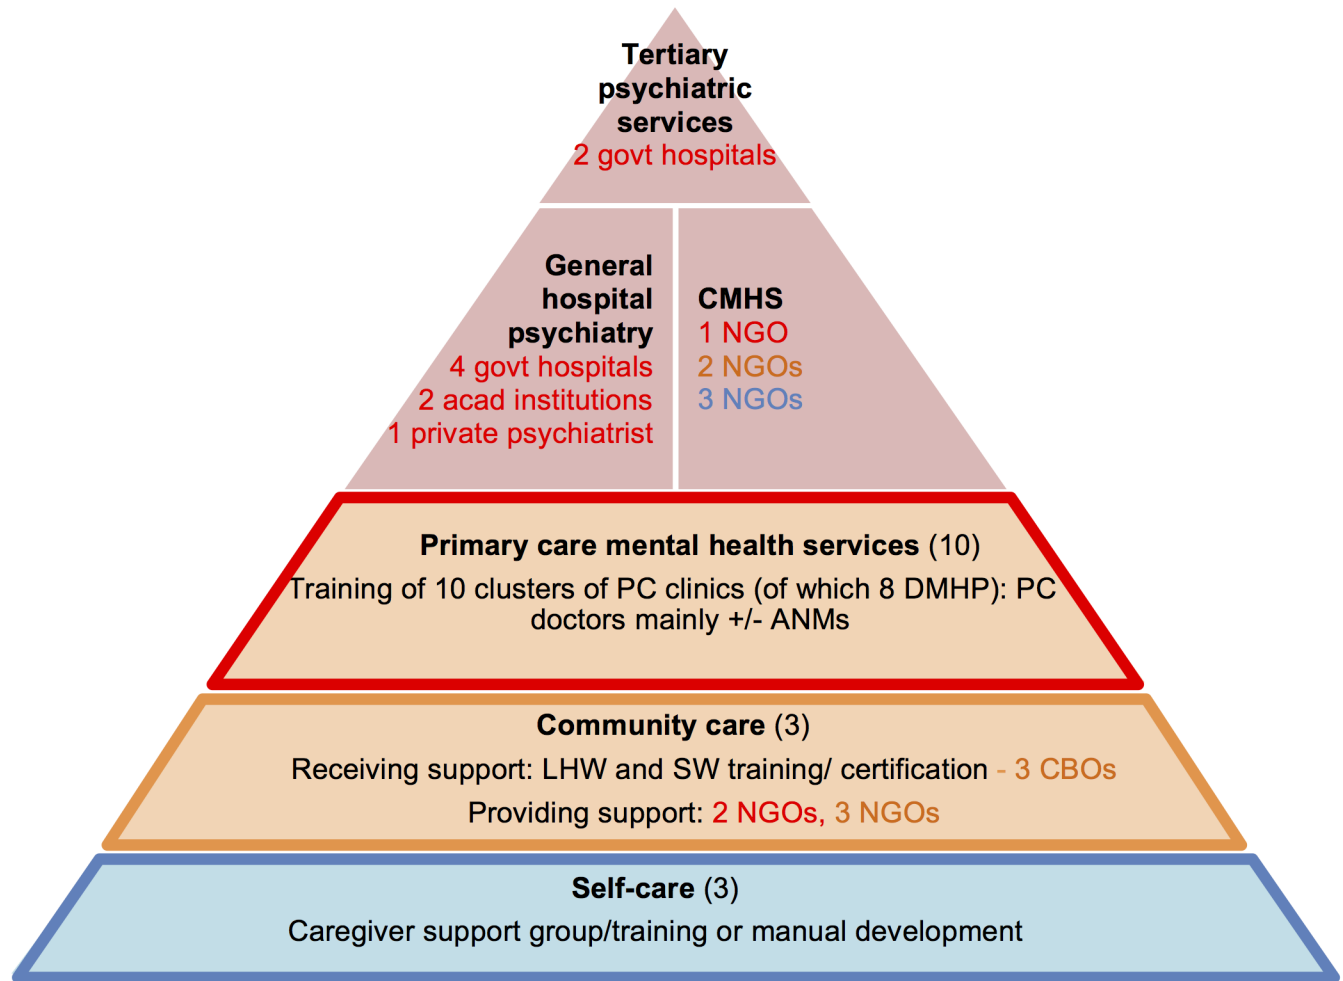 Tertiary
psychiatric
services
2 govt hospitals
General
hospital
psychiatry
4 govt hospitals
2 acad institutions
1 private psychiatrist
CMHS
1 NGO
2 NGOs
3 NGOs
Primary care mental health services (10)
Training of 10 clusters of PC clinics (of which 8 DMHP): PC
doctors mainly +/- ANMs
Community care (3)
Receiving support: LHW and SW training/ certification - 3 CBOs
Providing support: 2 NGOs, 3 NGOs
Self-care (3)
Caregiver support group/training or manual development